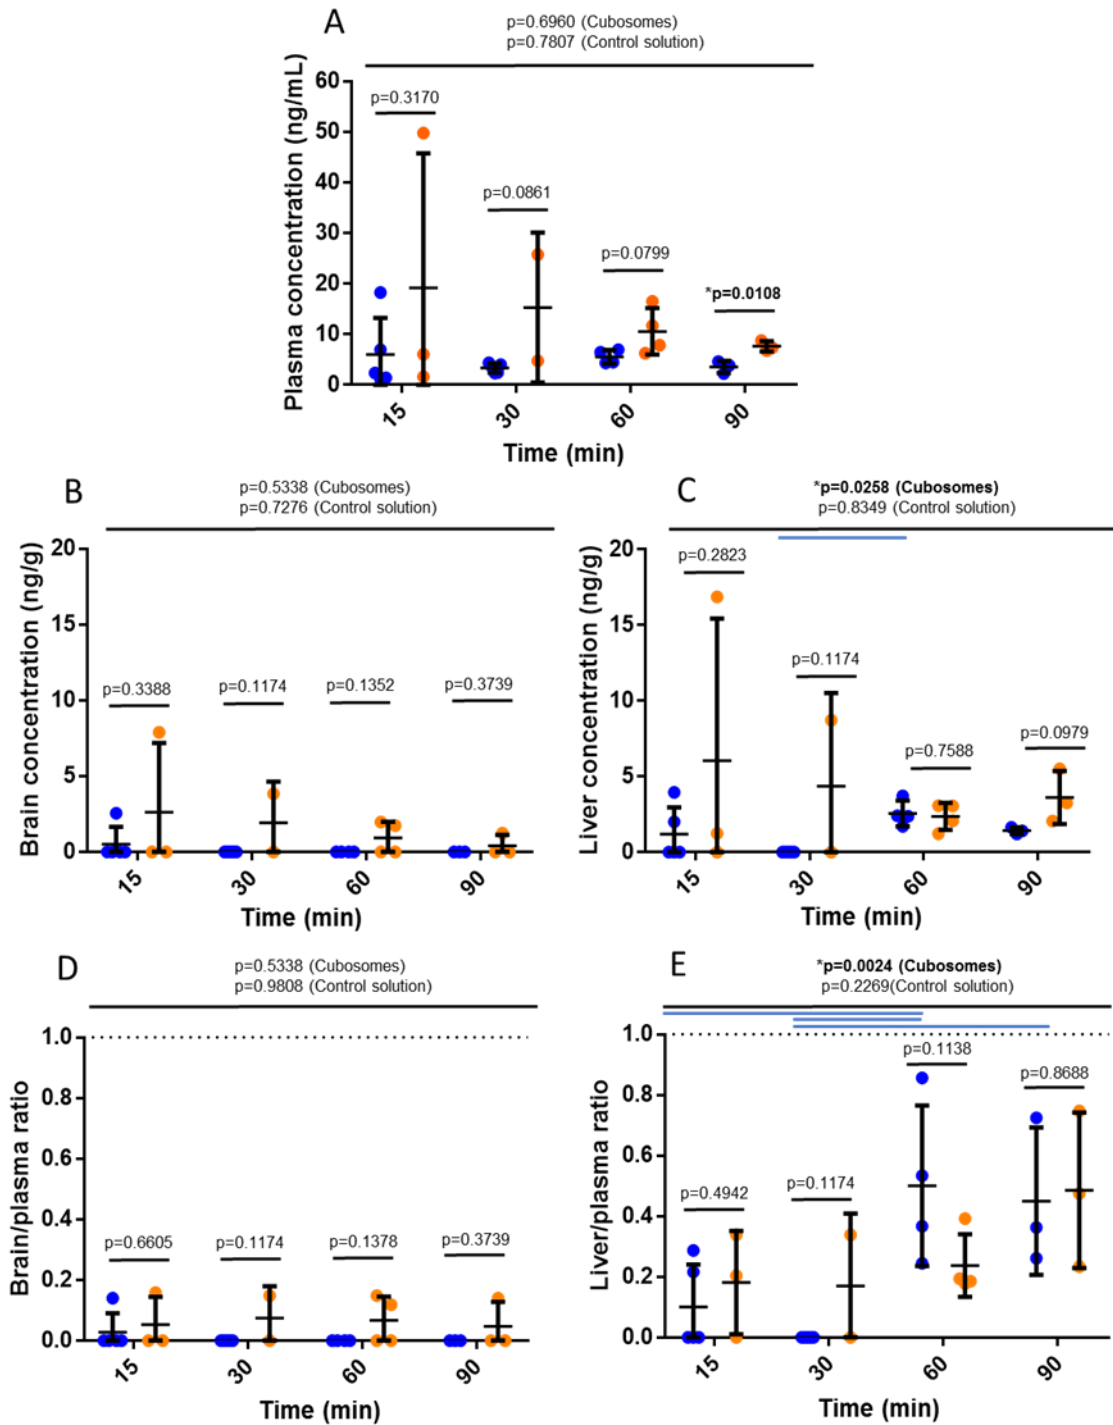 A
p=0.6960 (Cubosomes)
p=0.7807 (Control solution)
Plasma concentration (ng/mL)
60
50
40
30
20
10
0
p=0.3170
p=0.0861
p=0.0799
*p=0.0108
15
30
60
90
Time (min)
B
p=0.5338 (Cubosomes)
p=0.7276 (Control solution)
Brain concentration (ng/g)
20
15
10
5
0
p=0.3388
p=0.1174
p=0.1352
p=0.3739
15
30
60
90
Time (min)
C
*p=0.0258 (Cubosomes)
p=0.8349 (Control solution)
Liver concentration (ng/g)
20
15
10
5
0
p=0.2823
p=0.1174
p=0.7588
p=0.0979
15
30
60
90
Time (min)
D
p=0.5338 (Cubosomes)
p=0.9808 (Control solution)
Brain/plasma ratio
1.0
0.8
0.6
0.4
0.2
0.0
p=0.6605
p=0.1174
p=0.1378
p=0.3739
15
30
60
90
Time (min)
E
*p=0.0024 (Cubosomes)
p=0.2269(Control solution)
Liver/plasma ratio
1.0
0.8
0.6
0.4
0.2
0.0
p=0.4942
p=0.1174
p=0.1138
p=0.8688
15
30
60
90
Time (min)